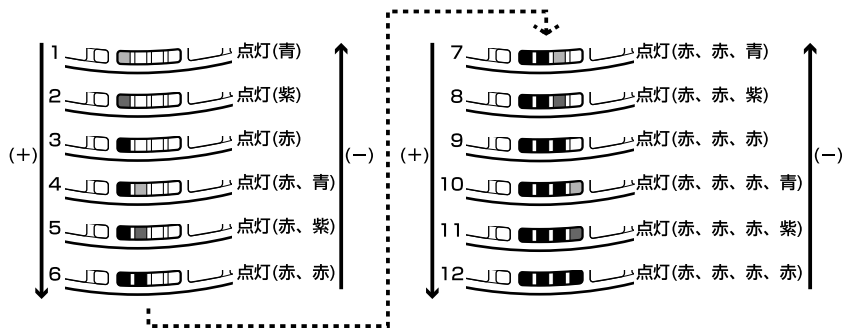 1 点灯(青)
2 点灯(紫)
3 点灯(赤)
(+) (−)
4 点灯(赤、青)
5 点灯(赤、紫)
6 点灯(赤、赤)
7 点灯(赤、赤、青)
8 点灯(赤、赤、紫)
9 点灯(赤、赤、赤)
(+) (−)
10 点灯(赤、赤、赤、青)
11 点灯(赤、赤、赤、紫)
12 点灯(赤、赤、赤、赤)